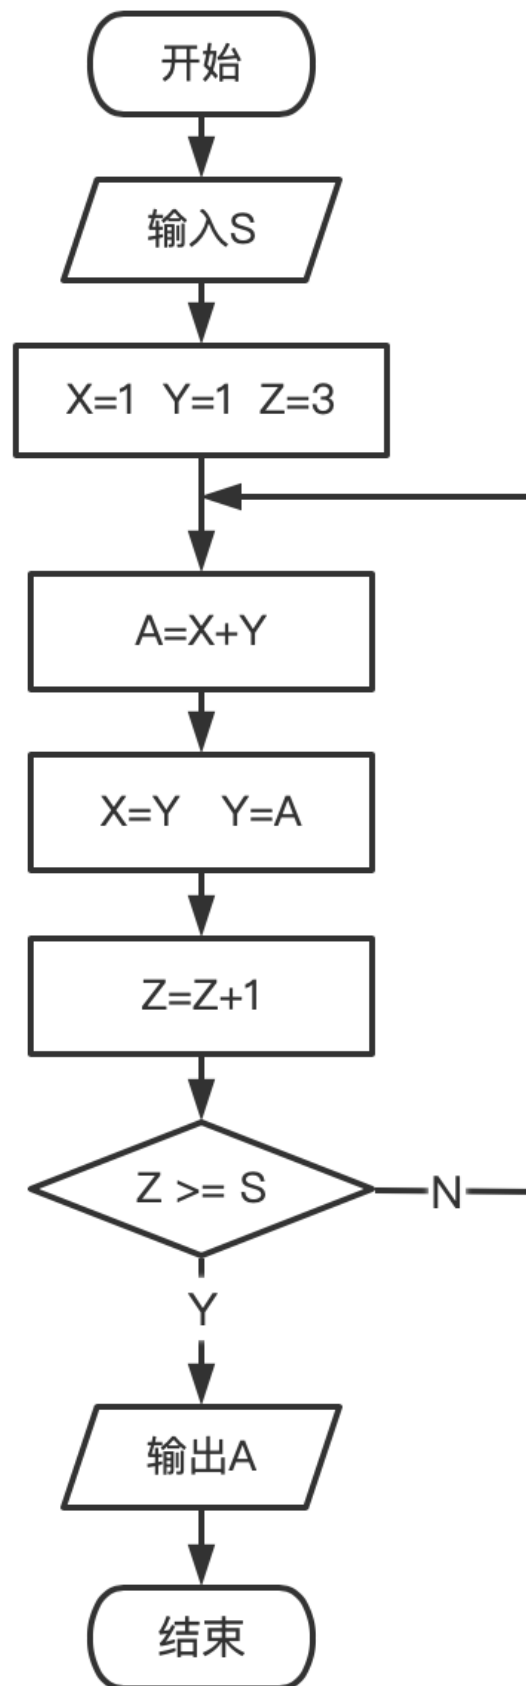 开始
输入S
X=1 Y=1 Z=3
A=X+Y
X=Y Y=A
Z=Z+1
Z >= S
N
Y
输出A
结束